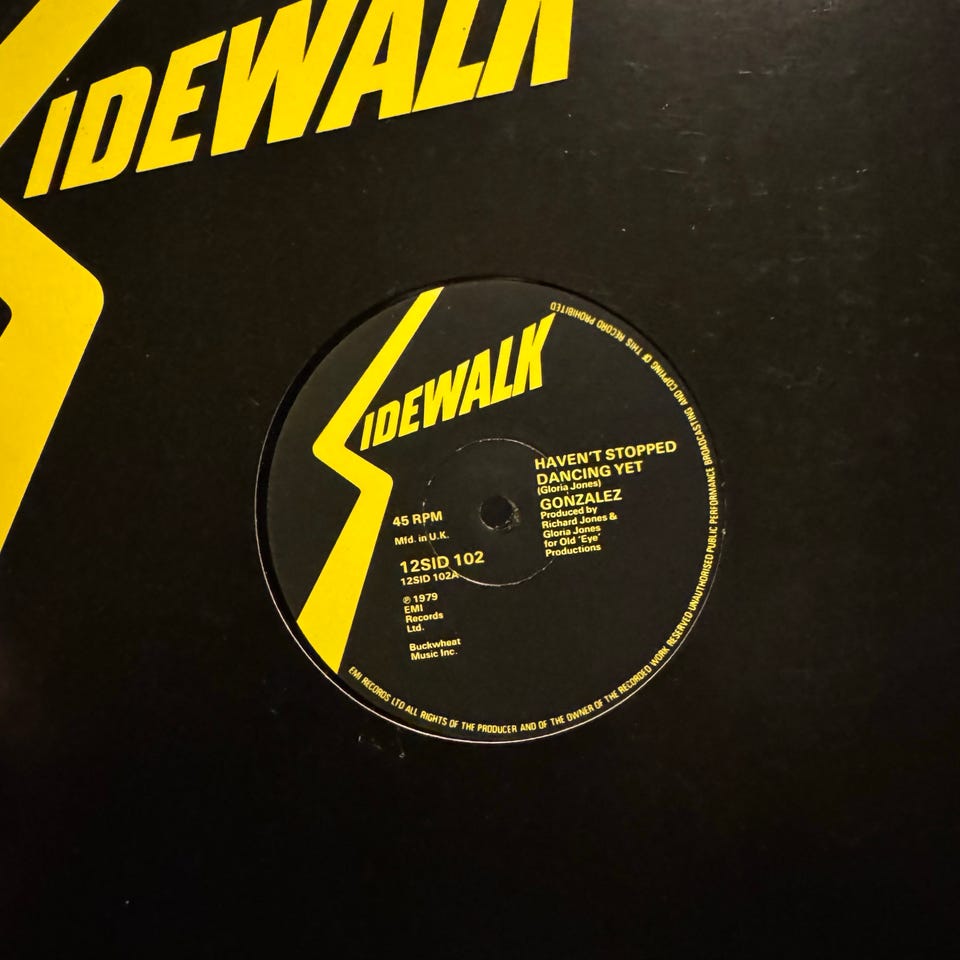 SIDEWALK
SIDEWALK
HAVEN'T STOPPED
DANCING YET
(Gloria Jones)
GONZALEZ
Produced by
Richard Jones &
Gloria Jones
for Old 'Eye'
Productions
45 RPM
Mfd. in U.K.
12SID 102
12SID 102A
℗ 1979
EMI
Records
Ltd.
Buckwheat
Music Inc.
EMI RECORDS LTD ALL RIGHTS OF THE PRODUCER AND OF THE OWNER OF THE RECORDED WORK RESERVED UNAUTHORISED PUBLIC PERFORMANCE BROADCASTING AND COPYING OF THIS RECORD PROHIBITED